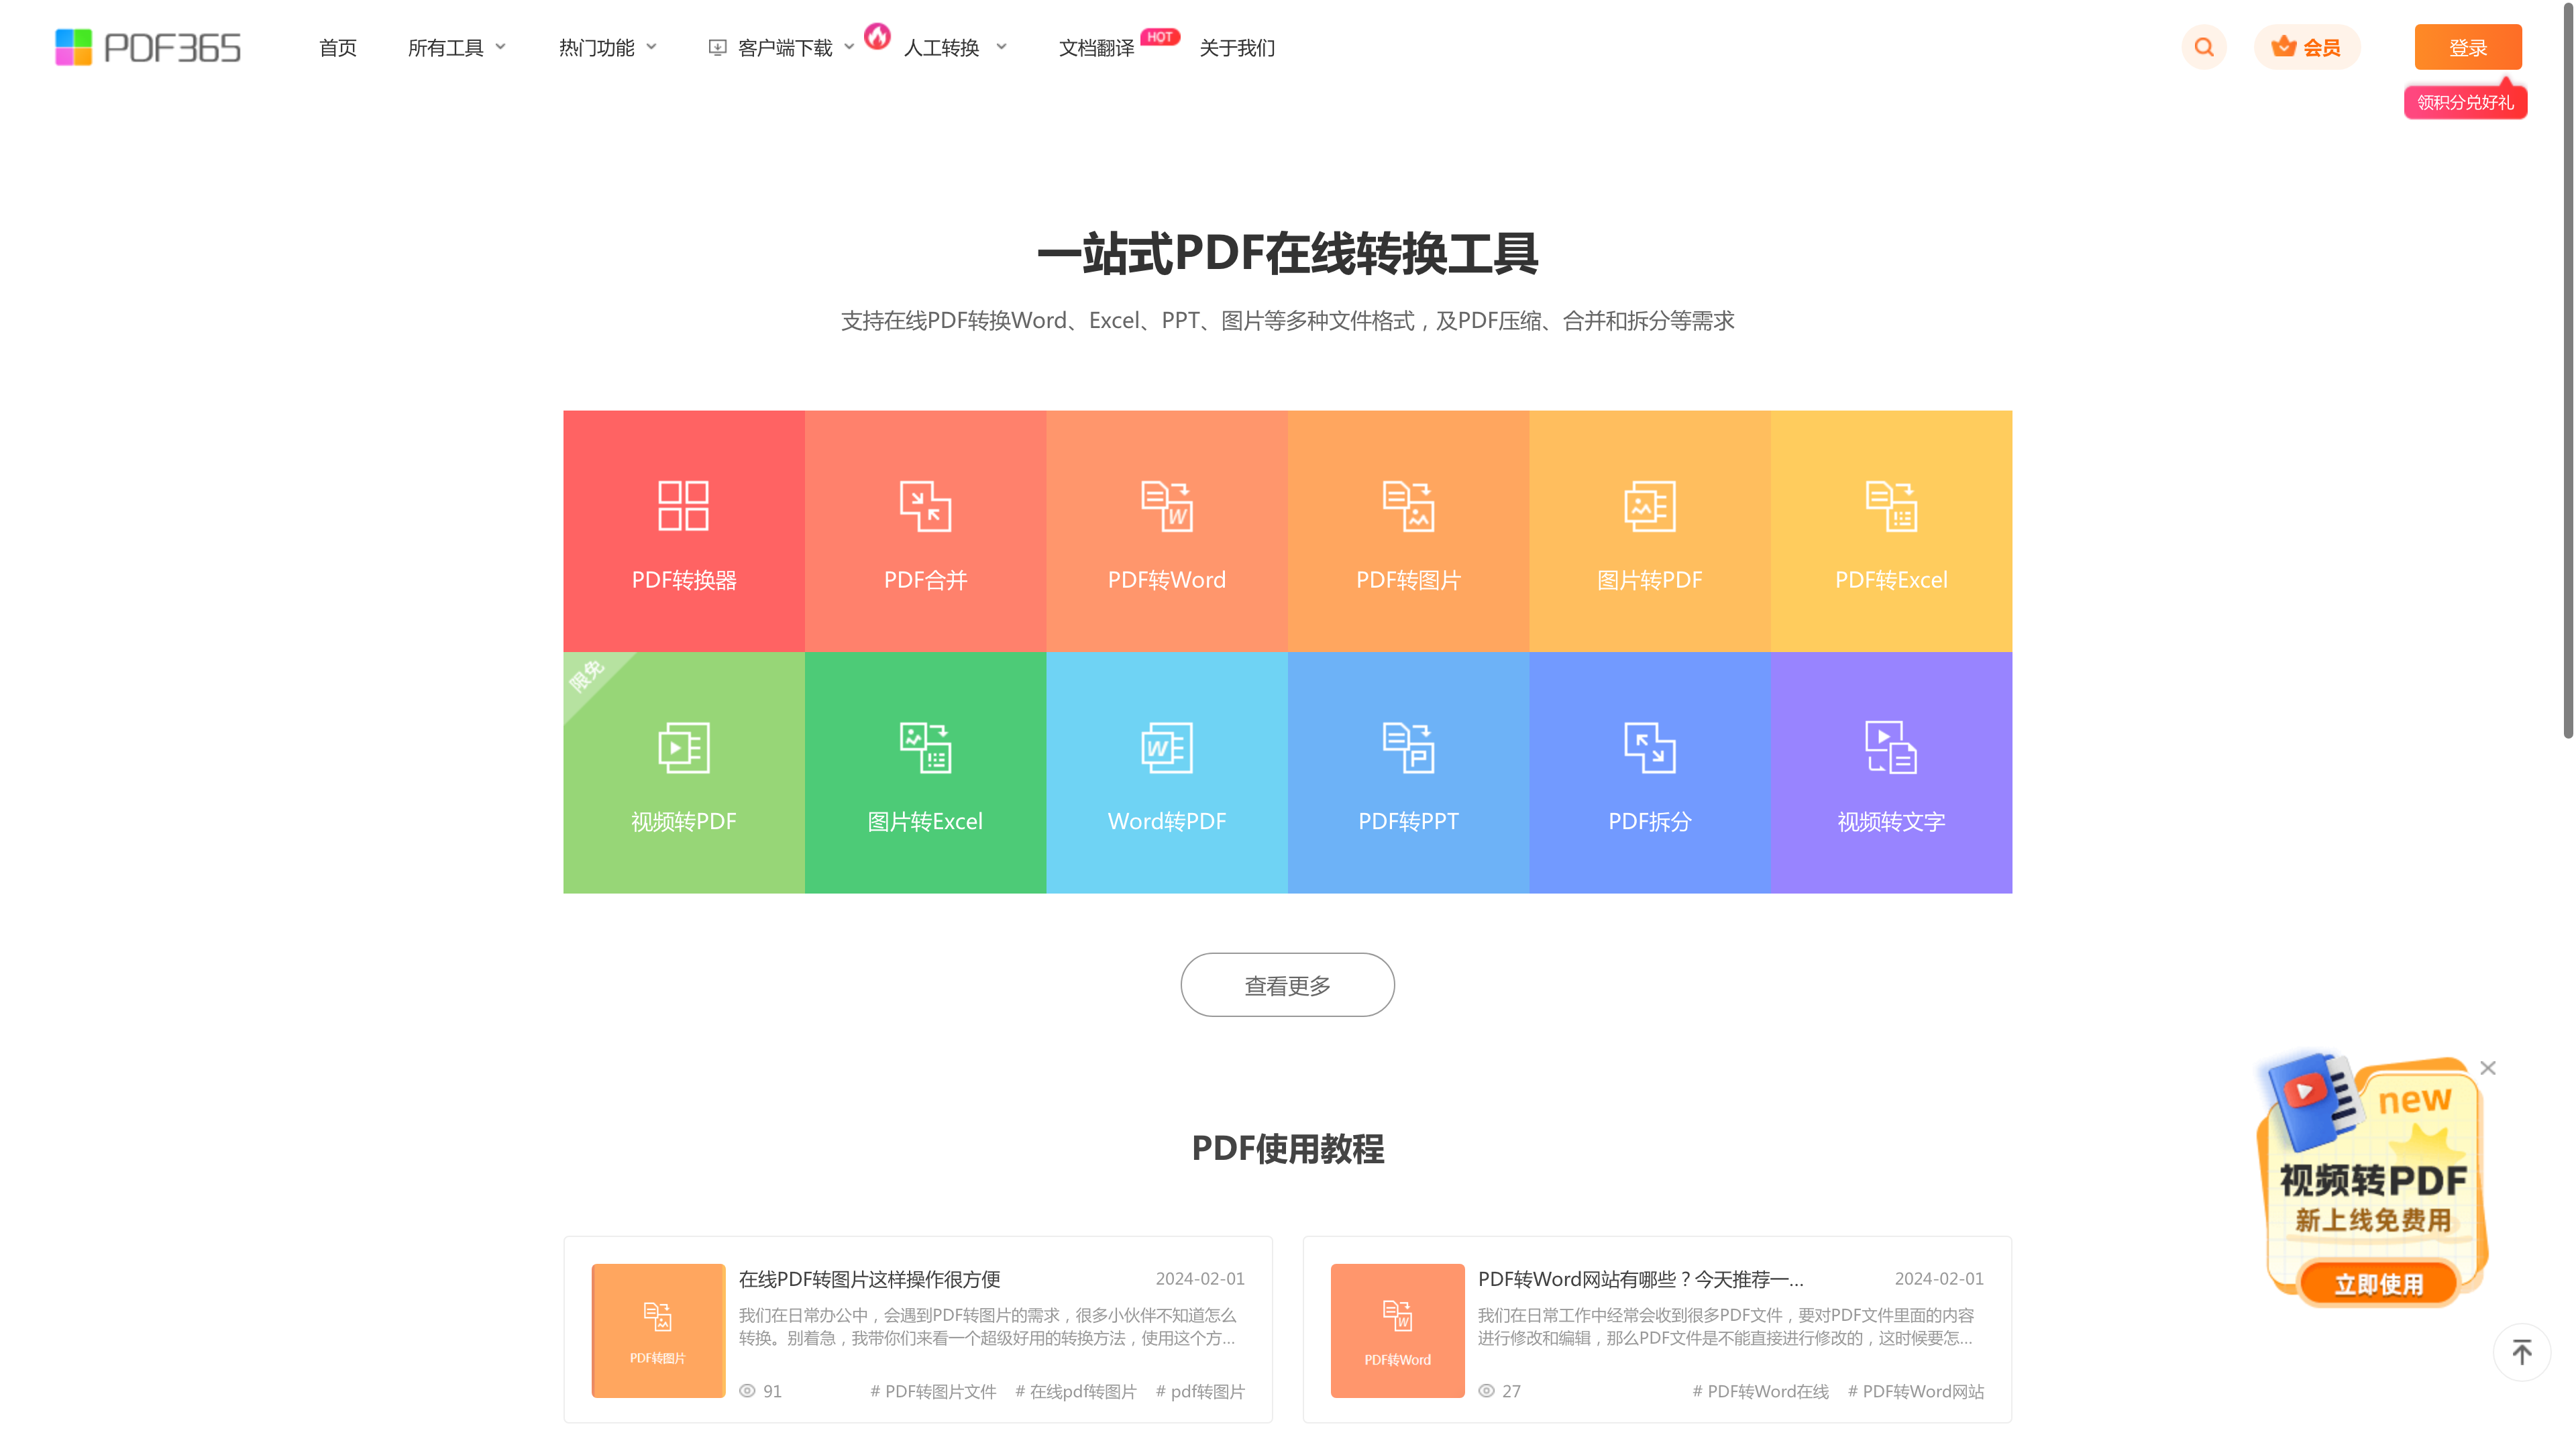 PDF365
首页
所有工具
热门功能
客户端下载
人工转换
文档翻译
HOT
关于我们
会员
登录
领积分兑好礼
一站式PDF在线转换工具
支持在线PDF转换Word、Excel、PPT、图片等多种文件格式，及PDF压缩、合并和拆分等需求
PDF转换器
PDF合并
PDF转Word
PDF转图片
图片转PDF
PDF转Excel
限免
视频转PDF
图片转Excel
Word转PDF
PDF转PPT
PDF拆分
视频转文字
查看更多
new
视频转PDF
新上线免费用
立即使用
PDF使用教程
在线PDF转图片这样操作很方便
2024-02-01
我们在日常办公中，会遇到PDF转图片的需求，很多小伙伴不知道怎么
转换。别着急，我带你们来看一个超级好用的转换方法，使用这个方...
PDF转图片
91
# PDF转图片文件 # 在线pdf转图片 # pdf转图片
PDF转Word网站有哪些？今天推荐一...
2024-02-01
我们在日常工作中经常会收到很多PDF文件，要对PDF文件里面的内容
进行修改和编辑，那么PDF文件是不能直接进行修改的，这时候要怎...
PDF转Word
27
# PDF转Word在线 # PDF转Word网站